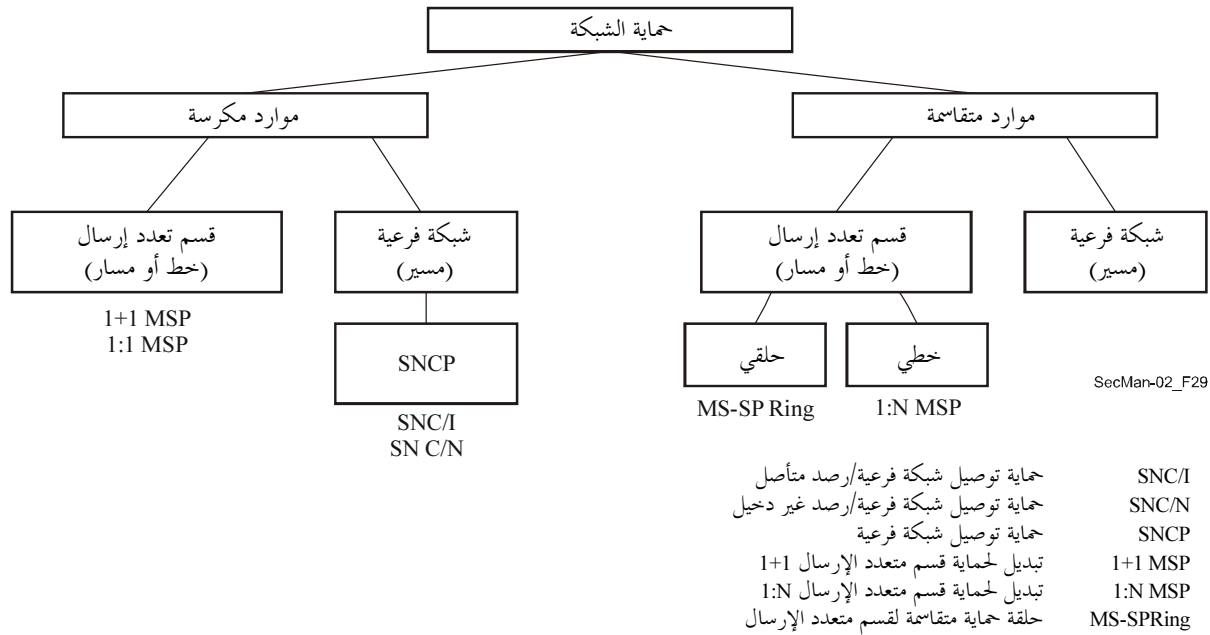 حماية الشبكة
موارد متقاسمة
موارد مكرسة
شبكة فرعية
(مسير)
قسم تعدد إرسال
(خط أو مسار)
شبكة فرعية
(مسير)
قسم تعدد إرسال
(خط أو مسار)
خطي
1:N MSP
حلقي
MS-SP Ring
SNCP
SNC/I
SN C/N
1+1 MSP
1:1 MSP
SecMan-02_F29
SNC/I حماية توصيل شبكة فرعية/رصد متأصل
SNC/N حماية توصيل شبكة فرعية/رصد غير دخيل
SNCP حماية توصيل شبكة فرعية
1+1 MSP تبديل لحماية قسم متعدد الإرسال 1+1
1:N MSP تبديل لحماية قسم متعدد الإرسال 1:N
MS-SPRing حلقة حماية متقاسمة لقسم متعدد الإرسال